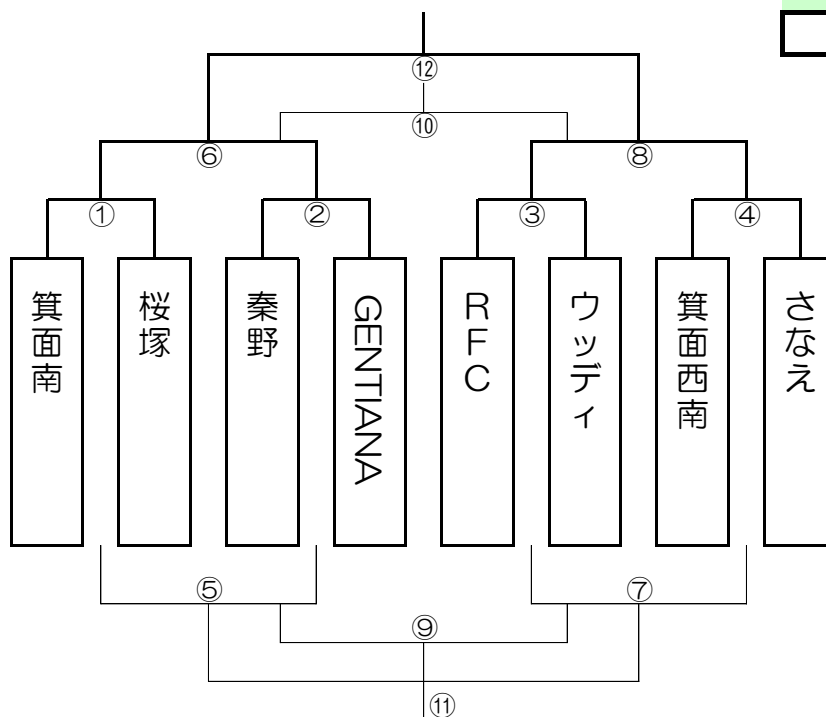 ⑫
⑩
⑥
⑧
①
②
③
④
箕面南
桜塚
秦野
GENTIANA
RFC
ウッディ
箕面西南
さなえ
⑤
⑦
⑨
⑪